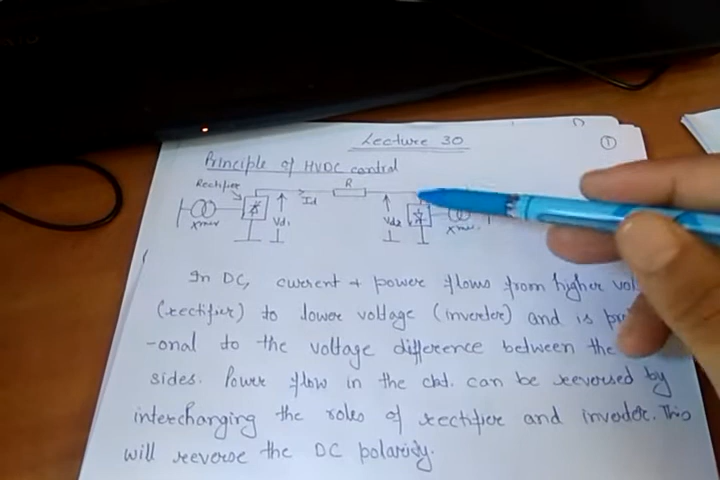 Lecture 30
①
Principle of HVDC control
Rectifier
R
Id
Vd1
Vd2
Xmer
Xmer
In DC, current + power flows from higher vol
(rectifier) to lower voltage (inverter) and is pr
-onal to the voltage difference between the
sides. Power flow in the ckt. can be reversed by
interchanging the roles of rectifier and inverter. This
will reverse the DC polarity.